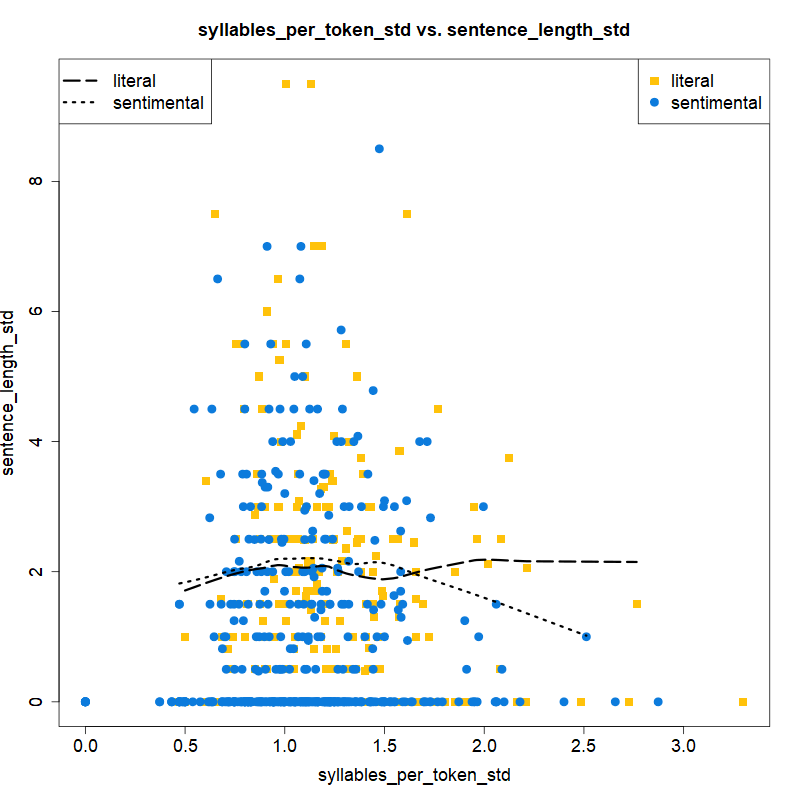 syllables_per_token_std vs. sentence_length_std
literal
sentimental
literal
sentimental
sentence_length_std
8
6
4
2
0
0.0 0.5 1.0 1.5 2.0 2.5 3.0
syllables_per_token_std